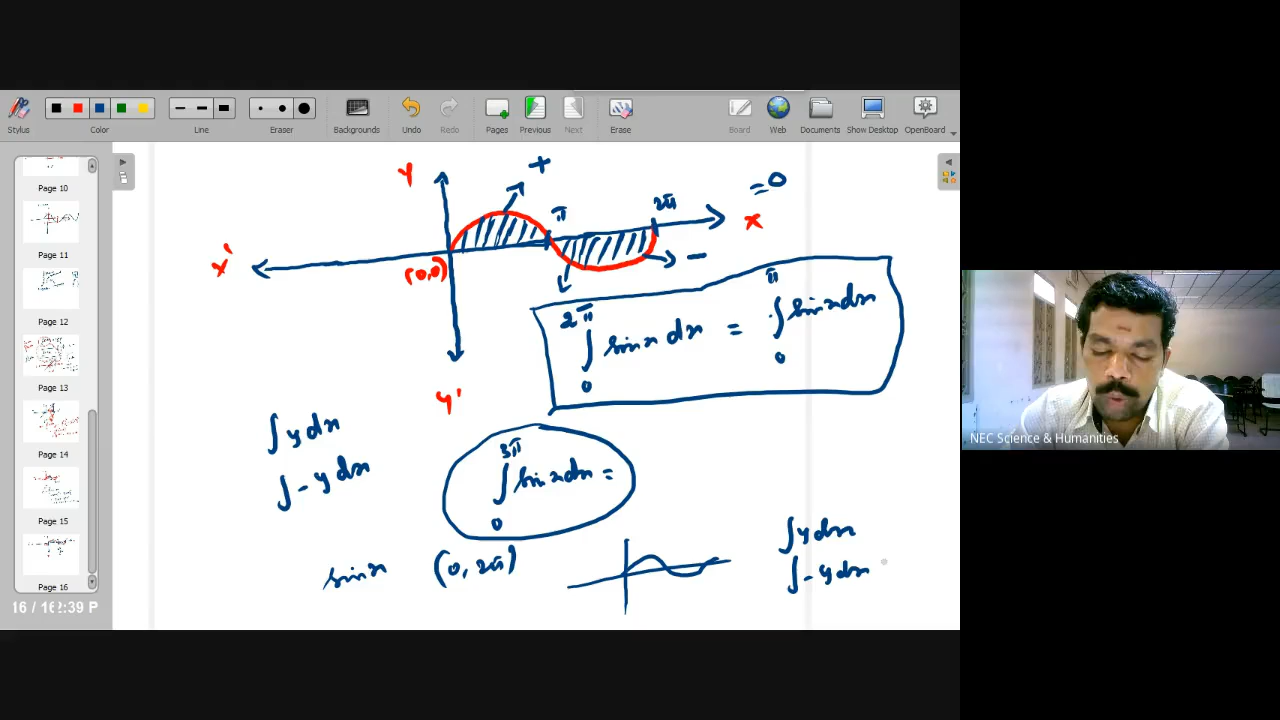 Stylus Color Line Eraser Backgrounds Undo Redo Pages Previous Next Erase Board Web Documents Show Desktop OpenBoard
Page 10
Page 11
Page 12
Page 13
Page 14
Page 15
Page 16
Y
+
= 0
π
2π
X
X'
(0,0)
−
∫₀^{2π} sin x dx = ∫₀^{π} sin x dx
Y'
∫ y dx
∫ - y dx
∫₀^{3π} sin x dx =
sin x (0, 2π)
∫ y dx
∫ - y dx
NEC Science & Humanities